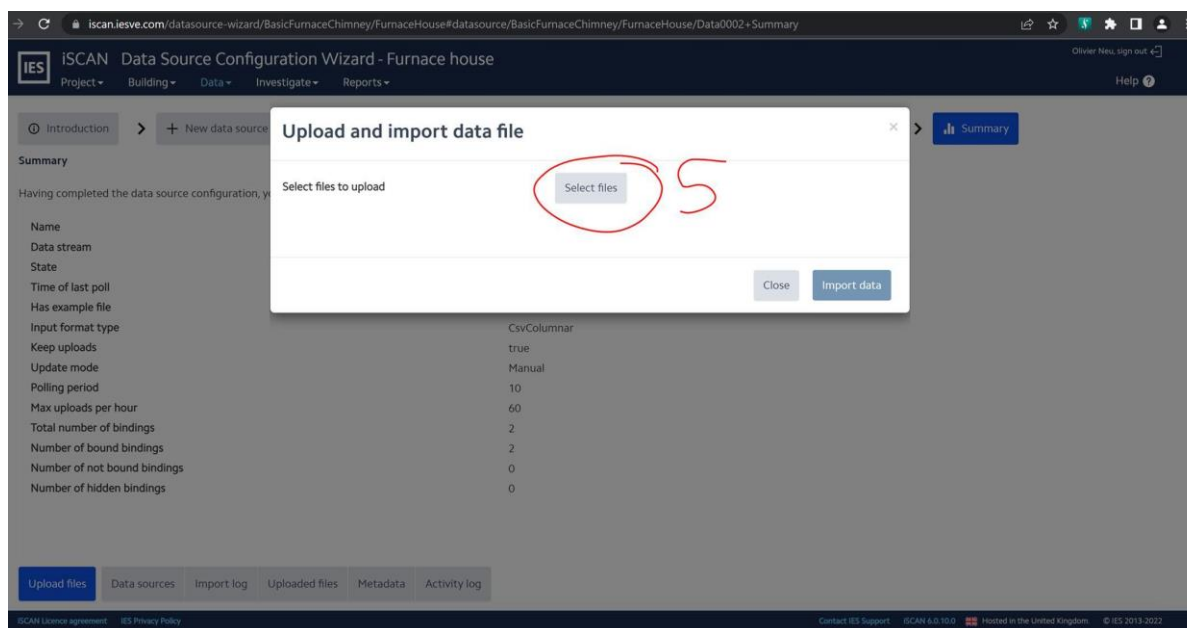 iscan.iesve.com/datasource-wizard/BasicFurnaceChimney/FurnaceHouse#datasource/BasicFurnaceChimney/FurnaceHouse/Data0002+Summary
IES iSCAN Data Source Configuration Wizard - Furnace house
Olivier Neu, sign out
Project Building Data Investigate Reports
Help ?
Introduction > + New data source
> Summary
Upload and import data file ×
Summary
Having completed the data source configuration, y
Select files to upload Select files 5
Close Import data
Name
Data stream
State
Time of last poll
Has example file
Input format type CsvColumnar
Keep uploads true
Update mode Manual
Polling period 10
Max uploads per hour 60
Total number of bindings 2
Number of bound bindings 2
Number of not bound bindings 0
Number of hidden bindings 0
Upload files Data sources Import log Uploaded files Metadata Activity log
iSCAN Licence agreement IES Privacy Policy Contact IES Support iSCAN 6.0.10.0 Hosted in the United Kingdom © IES 2013-2022